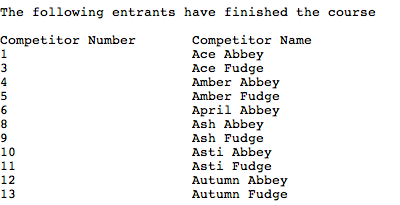 The following entrants have finished the course
Competitor Number Competitor Name
1 Ace Abbey
3 Ace Fudge
4 Amber Abbey
5 Amber Fudge
6 April Abbey
8 Ash Abbey
9 Ash Fudge
10 Asti Abbey
11 Asti Fudge
12 Autumn Abbey
13 Autumn Fudge